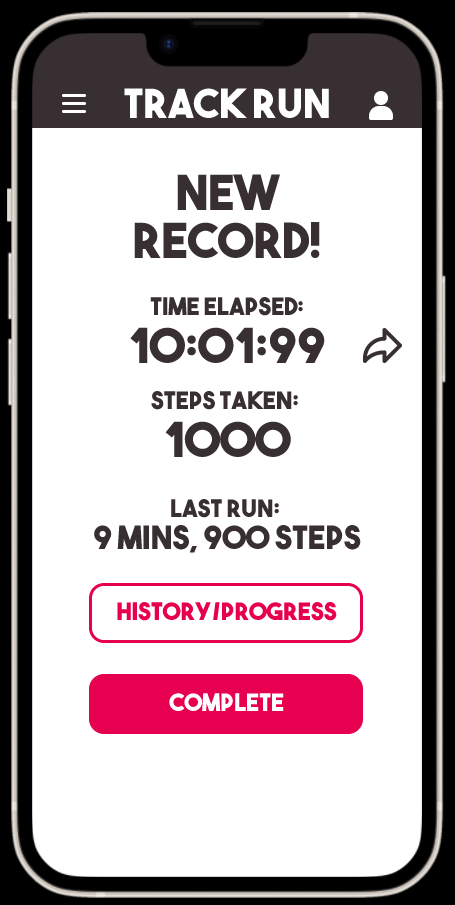 TRACK RUN
NEW
RECORD!
TIME ELAPSED:
10:01:99
STEPS TAKEN:
1000
LAST RUN:
9 MINS, 900 STEPS
HISTORY/PROGRESS
COMPLETE